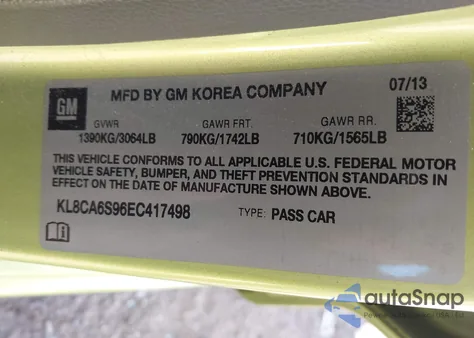 GM
MFD BY GM KOREA COMPANY
07/13
GVWR GAWR FRT. GAWR RR.
1390KG/3064LB 790KG/1742LB 710KG/1565LB
THIS VEHICLE CONFORMS TO ALL APPLICABLE U.S. FEDERAL MOTOR
VEHICLE SAFETY, BUMPER, AND THEFT PREVENTION STANDARDS IN
EFFECT ON THE DATE OF MANUFACTURE SHOWN ABOVE.
KL8CA6S96EC417498 TYPE: PASS CAR
autaSnap